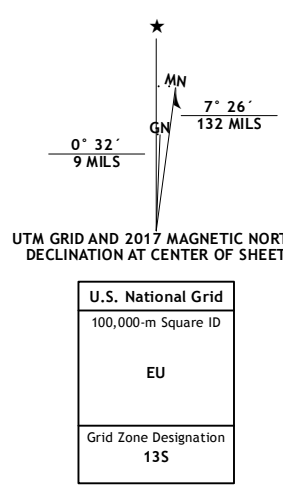 MN
7° 26´
132 MILS
GN
0° 32´
9 MILS
UTM GRID AND 2017 MAGNETIC NORT
DECLINATION AT CENTER OF SHEET
U.S. National Grid
100,000-m Square ID
EU
Grid Zone Designation
13S